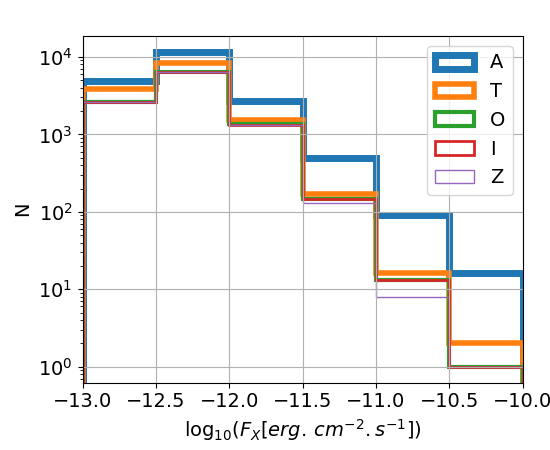 10⁴
10³
10²
10¹
10⁰
N
−13.0 −12.5 −12.0 −11.5 −11.0 −10.5 −10.0
log₁₀(F_X[erg. cm⁻².s⁻¹])
A
T
O
I
Z